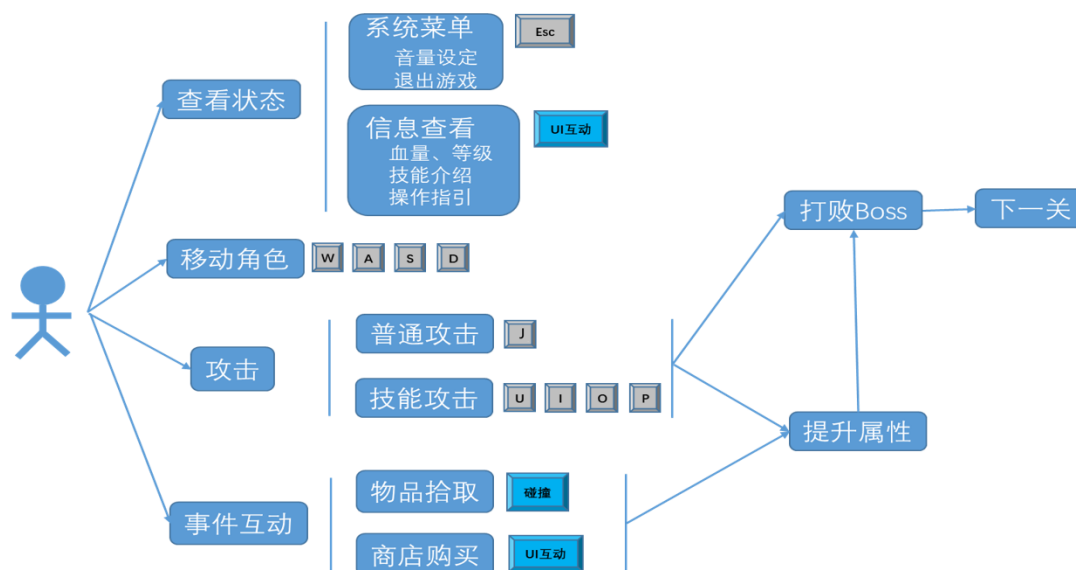 系统菜单
Esc
音量设定
退出游戏
查看状态
信息查看
UI互动
血量、等级
技能介绍
操作指引
打败Boss
下一关
移动角色
W A S D
普通攻击
J
攻击
技能攻击
U I O P
提升属性
物品拾取
碰撞
事件互动
商店购买
UI互动